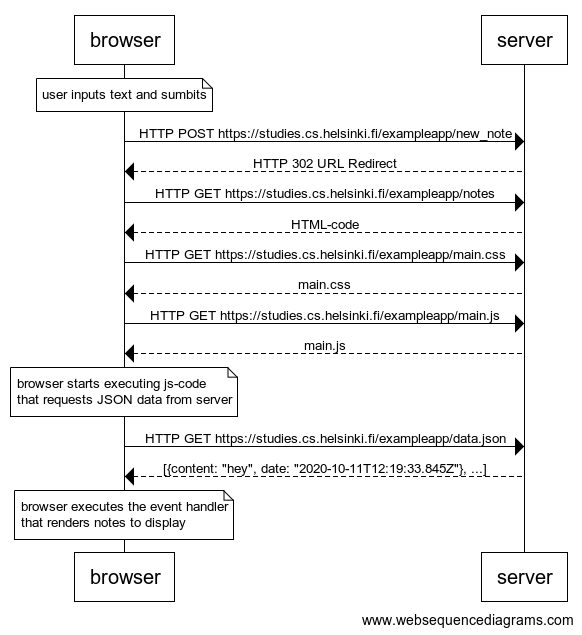 browser
server
user inputs text and sumbits
HTTP POST https://studies.cs.helsinki.fi/exampleapp/new_note
HTTP 302 URL Redirect
HTTP GET https://studies.cs.helsinki.fi/exampleapp/notes
HTML-code
HTTP GET https://studies.cs.helsinki.fi/exampleapp/main.css
main.css
HTTP GET https://studies.cs.helsinki.fi/exampleapp/main.js
main.js
browser starts executing js-code
that requests JSON data from server
HTTP GET https://studies.cs.helsinki.fi/exampleapp/data.json
[{content: "hey", date: "2020-10-11T12:19:33.845Z"}, ...]
browser executes the event handler
that renders notes to display
browser
server
www.websequencediagrams.com